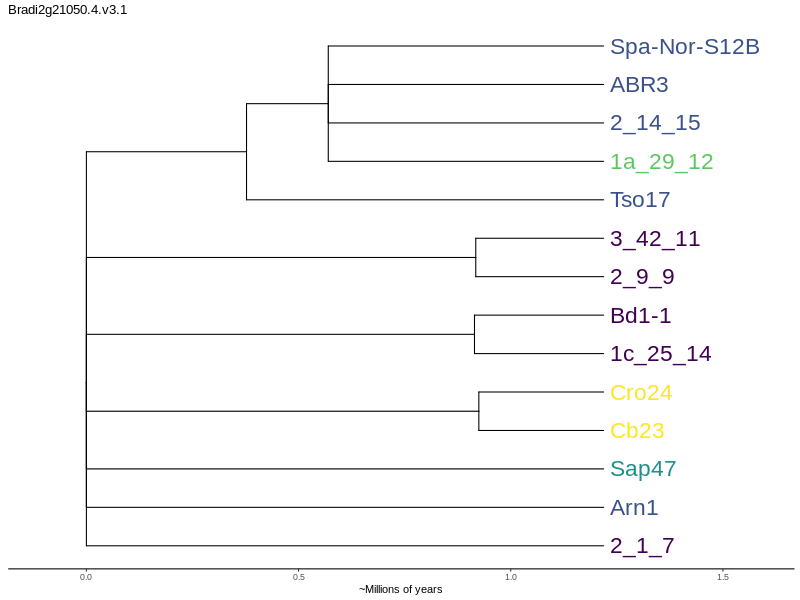 Bradi2g21050.4.v3.1
Spa-Nor-S12B
ABR3
2_14_15
1a_29_12
Tso17
3_42_11
2_9_9
Bd1-1
1c_25_14
Cro24
Cb23
Sap47
Arn1
2_1_7
0.0 0.5 1.0 1.5
~Millions of years